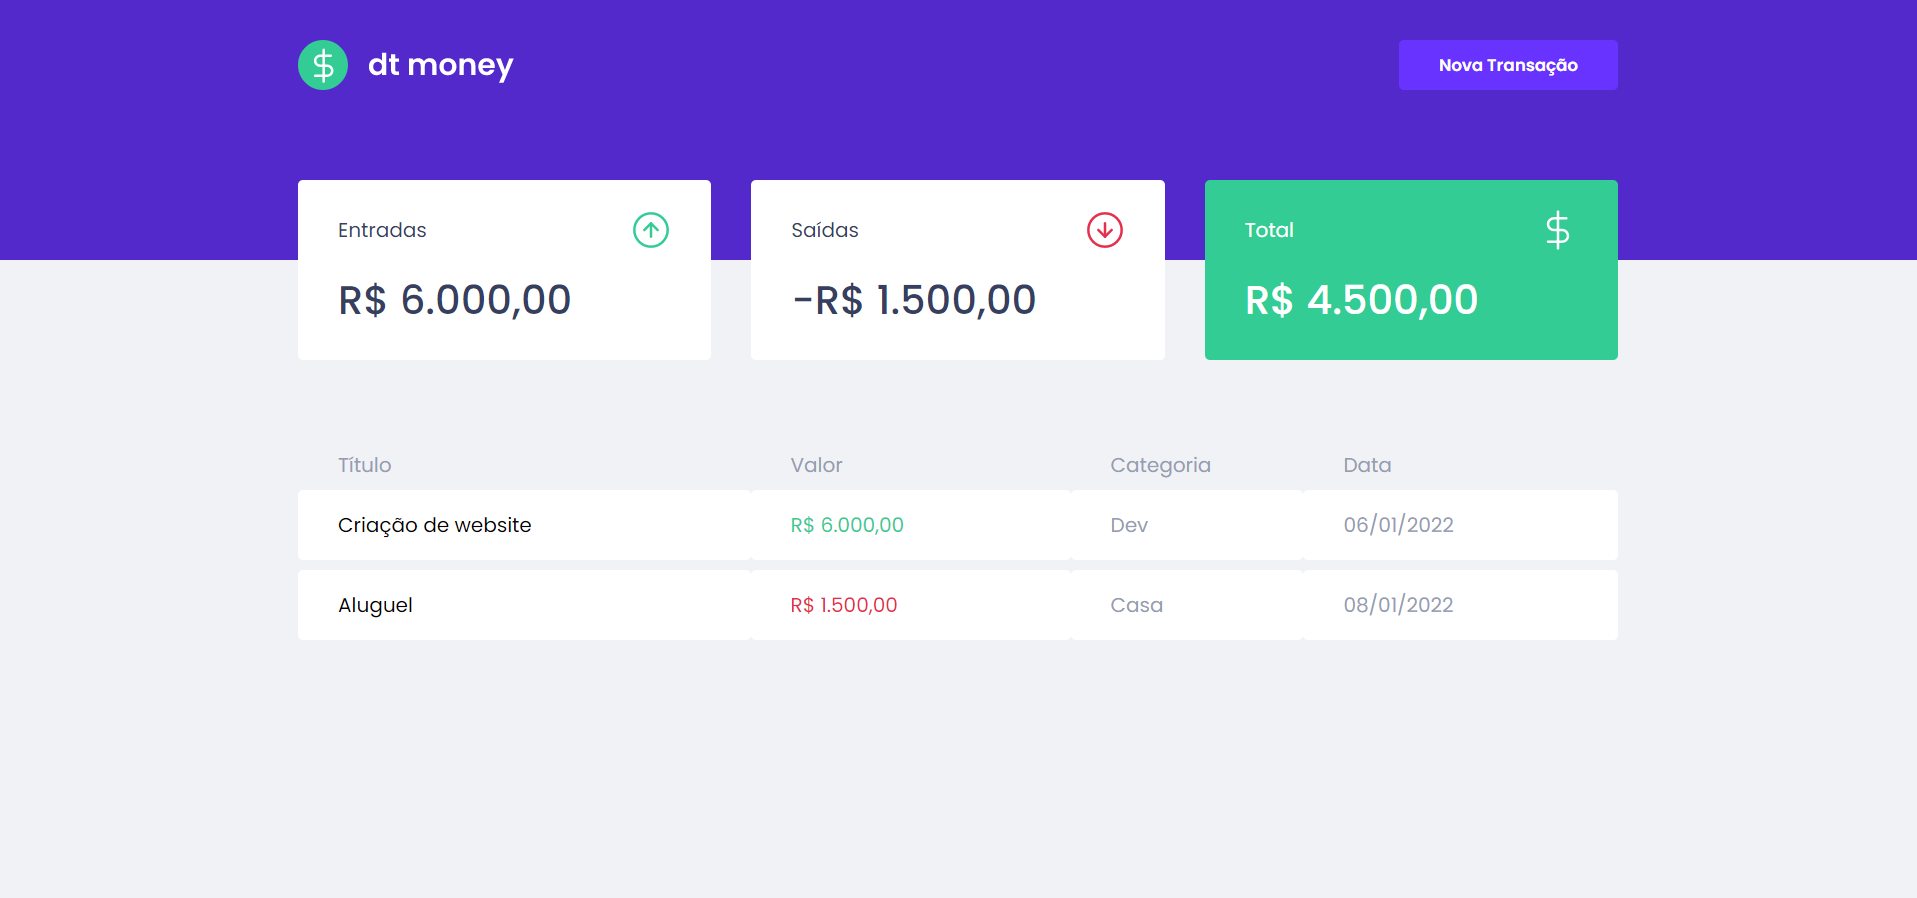 dt money
Nova Transação
Entradas
R$ 6.000,00
Saídas
-R$ 1.500,00
Total
R$ 4.500,00
Título Valor Categoria Data
Criação de website R$ 6.000,00 Dev 06/01/2022
Aluguel R$ 1.500,00 Casa 08/01/2022